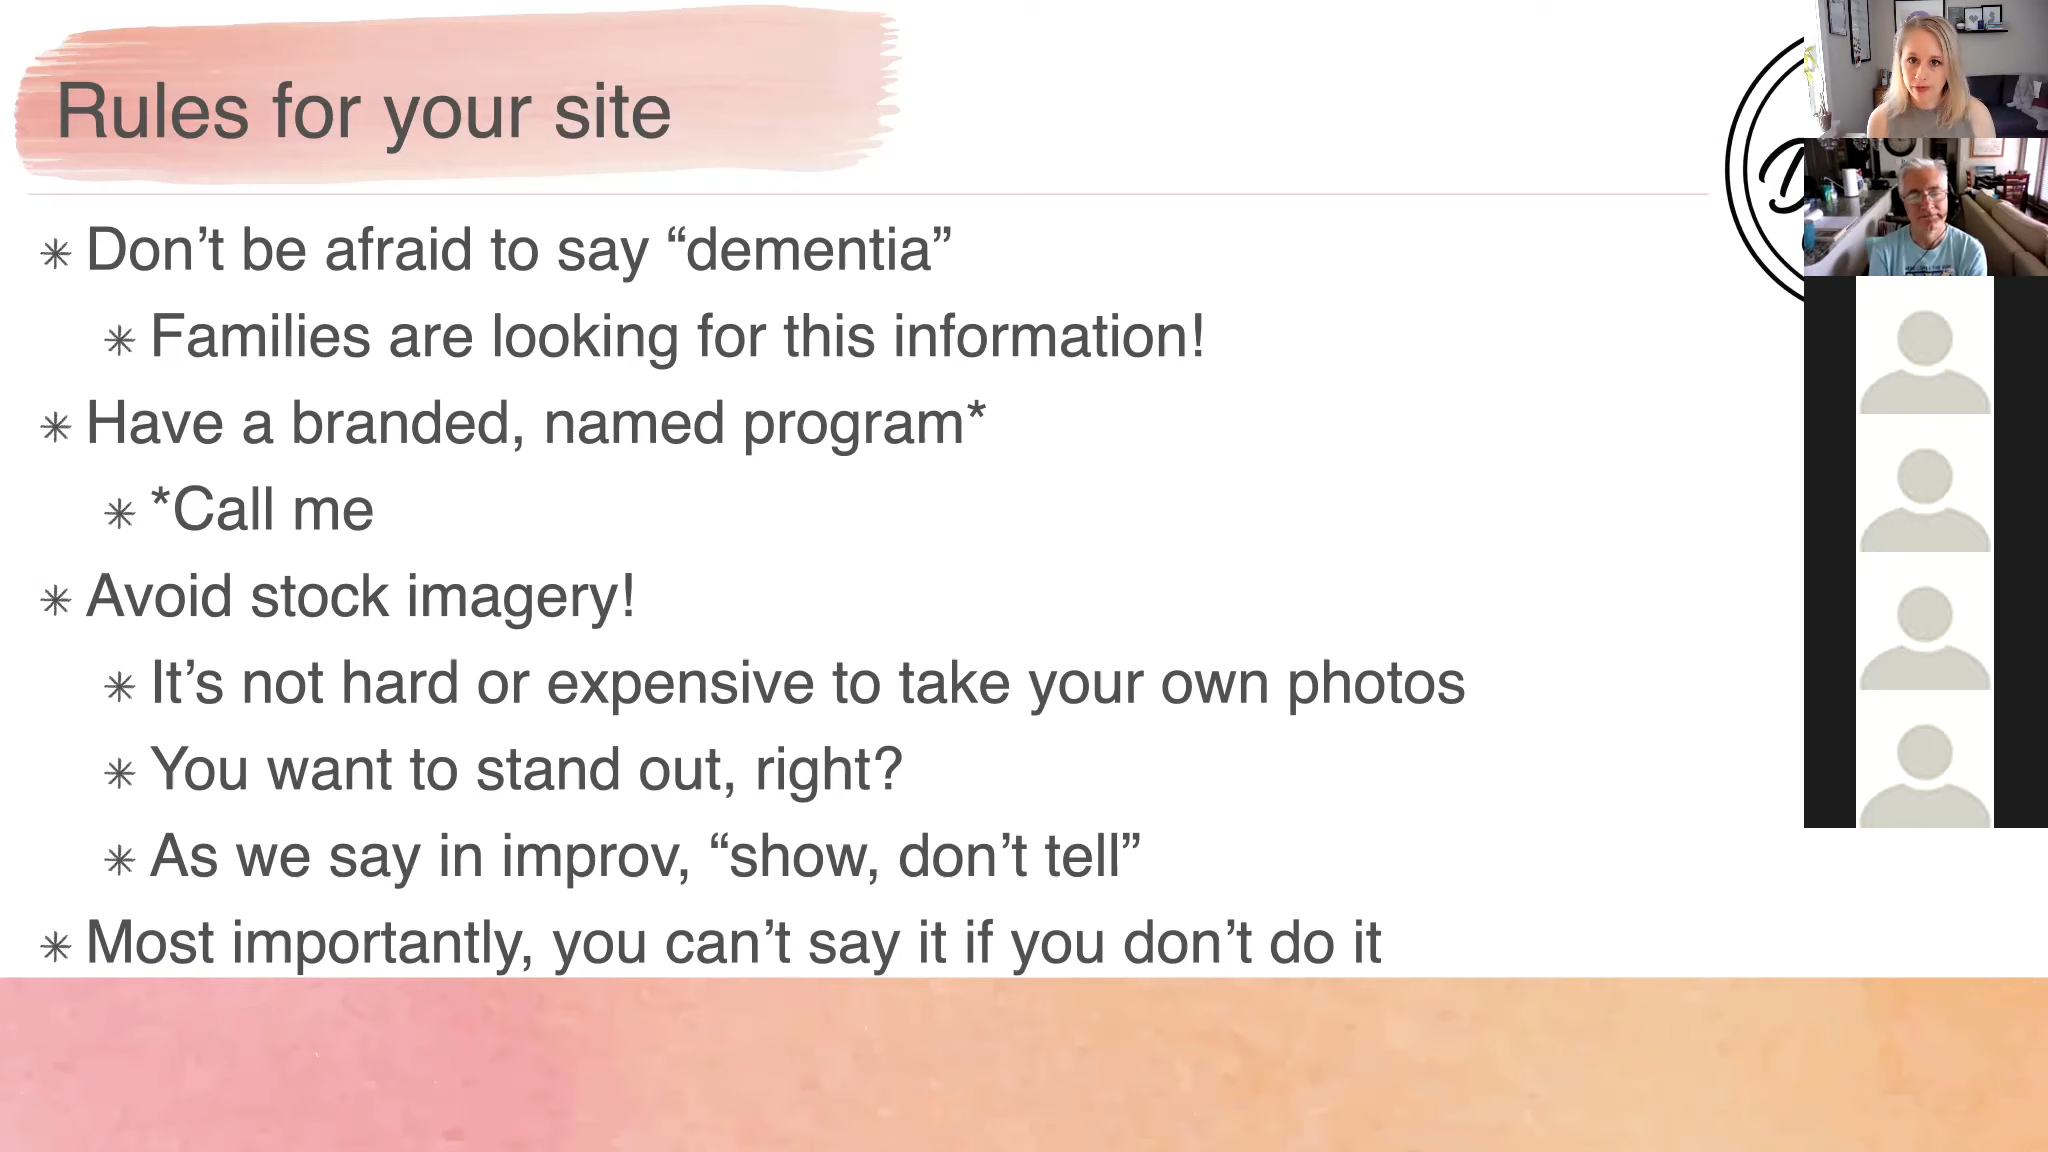 Rules for your site
Don’t be afraid to say “dementia”
Families are looking for this information!
Have a branded, named program*
*Call me
Avoid stock imagery!
It’s not hard or expensive to take your own photos
You want to stand out, right?
As we say in improv, “show, don’t tell”
Most importantly, you can’t say it if you don’t do it